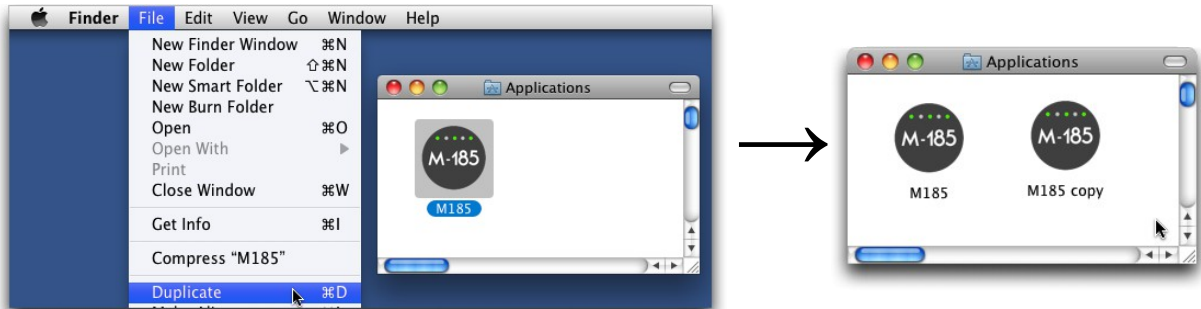 Finder File Edit View Go Window Help
New Finder Window ⌘N
New Folder ⇧⌘N
New Smart Folder ⌥⌘N
New Burn Folder
Open ⌘O
Open With
Print
Close Window ⌘W
Get Info ⌘I
Compress “M185”
Duplicate ⌘D
Applications
M-185
M185
Applications
M-185
M185
M-185
M185 copy